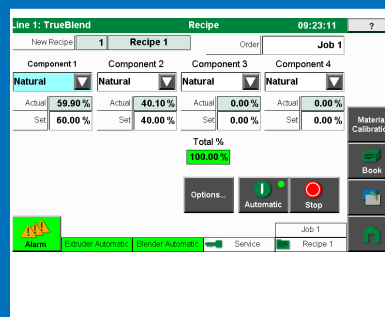 Line 1: TrueBlend Recipe 09:23:11 ?
New Recipe 1 Recipe 1 Order Job 1
Component 1 Component 2 Component 3 Component 4
Natural Natural Natural Natural
Actual 59.90 % Actual 40.10 % Actual 0.00 % Actual 0.00 %
Set 60.00 % Set 40.00 % Set 0.00 % Set 0.00 %
Materia
Calibratio
Total %
100.00 %
Book
Options... Automatic Stop
Job 1
Alarm Extruder Automatic Blender Automatic Service Recipe 1